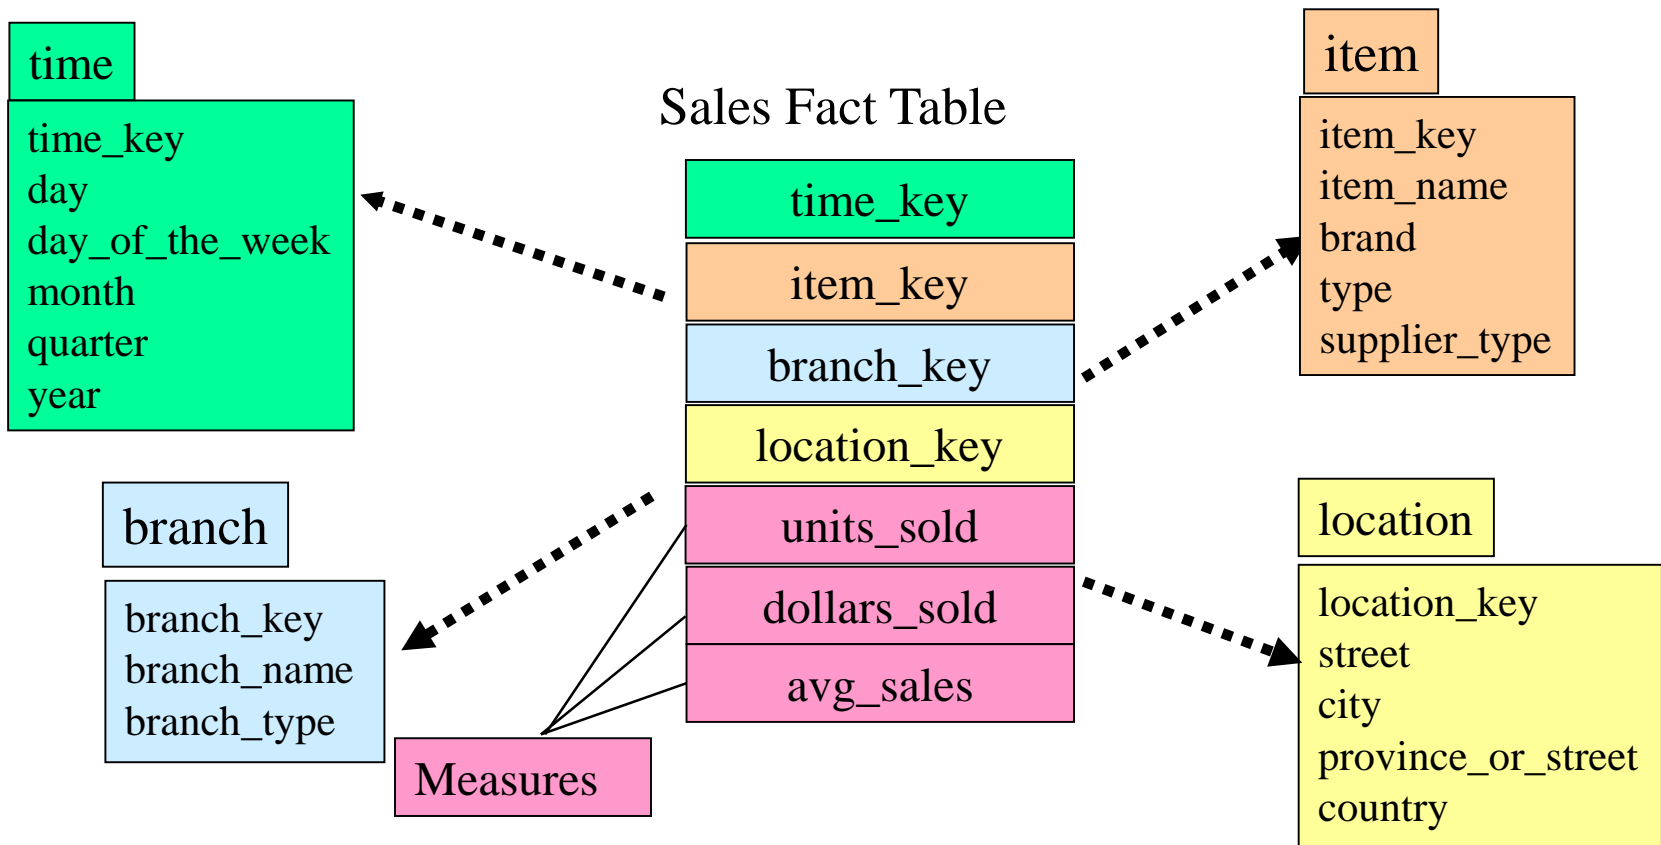 time
time_key
day
day_of_the_week
month
quarter
year
Sales Fact Table
time_key
item_key
branch_key
location_key
units_sold
dollars_sold
avg_sales
item
item_key
item_name
brand
type
supplier_type
branch
branch_key
branch_name
branch_type
Measures
location
location_key
street
city
province_or_street
country